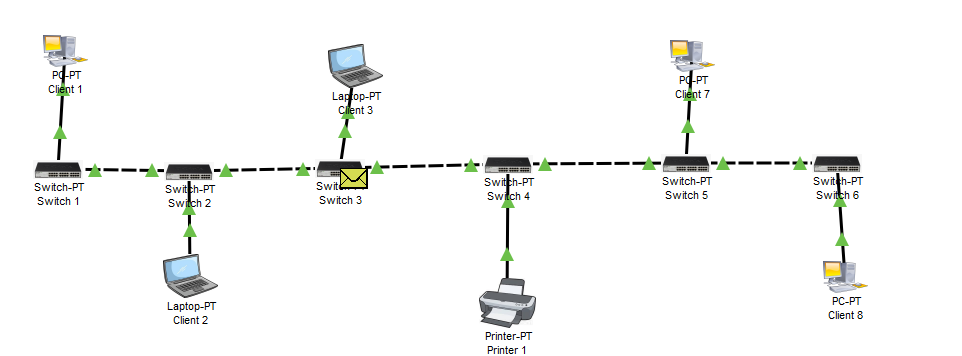 PC-PT
Client 1
Laptop-PT
Client 3
PC-PT
Client 7
Switch-PT
Switch 1
Switch-PT
Switch 2
Switch 3
Switch-PT
Switch 4
Switch-PT
Switch 5
Switch-PT
Switch 6
Laptop-PT
Client 2
Printer-PT
Printer 1
PC-PT
Client 8